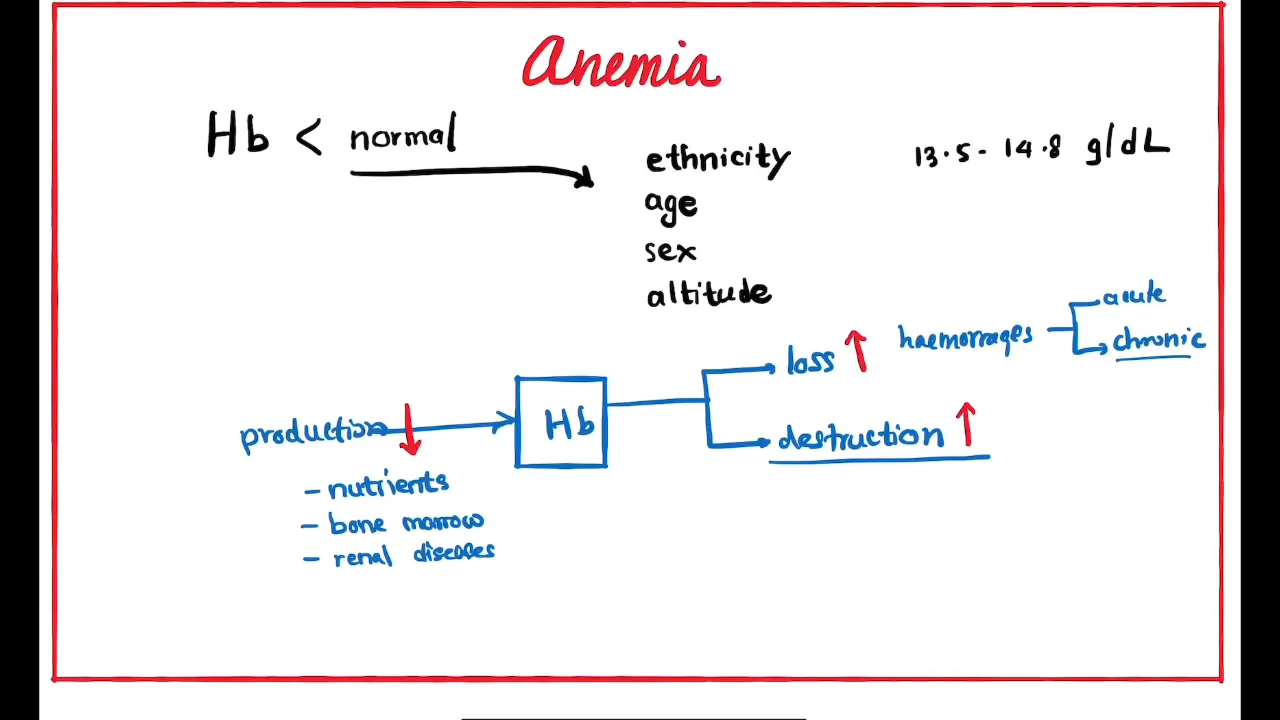 Anemia
Hb < normal
ethnicity
13.5 - 14.8 g/dL
age
sex
altitude
acute
haemorrages
chronic
loss ↑
production ↓
Hb
destruction ↑
- nutrients
- bone marrow
- renal diseases